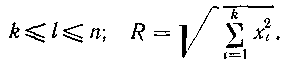 k ⩽ l ⩽ n; R = √(∑_{i=1}^{k} x_i^2).